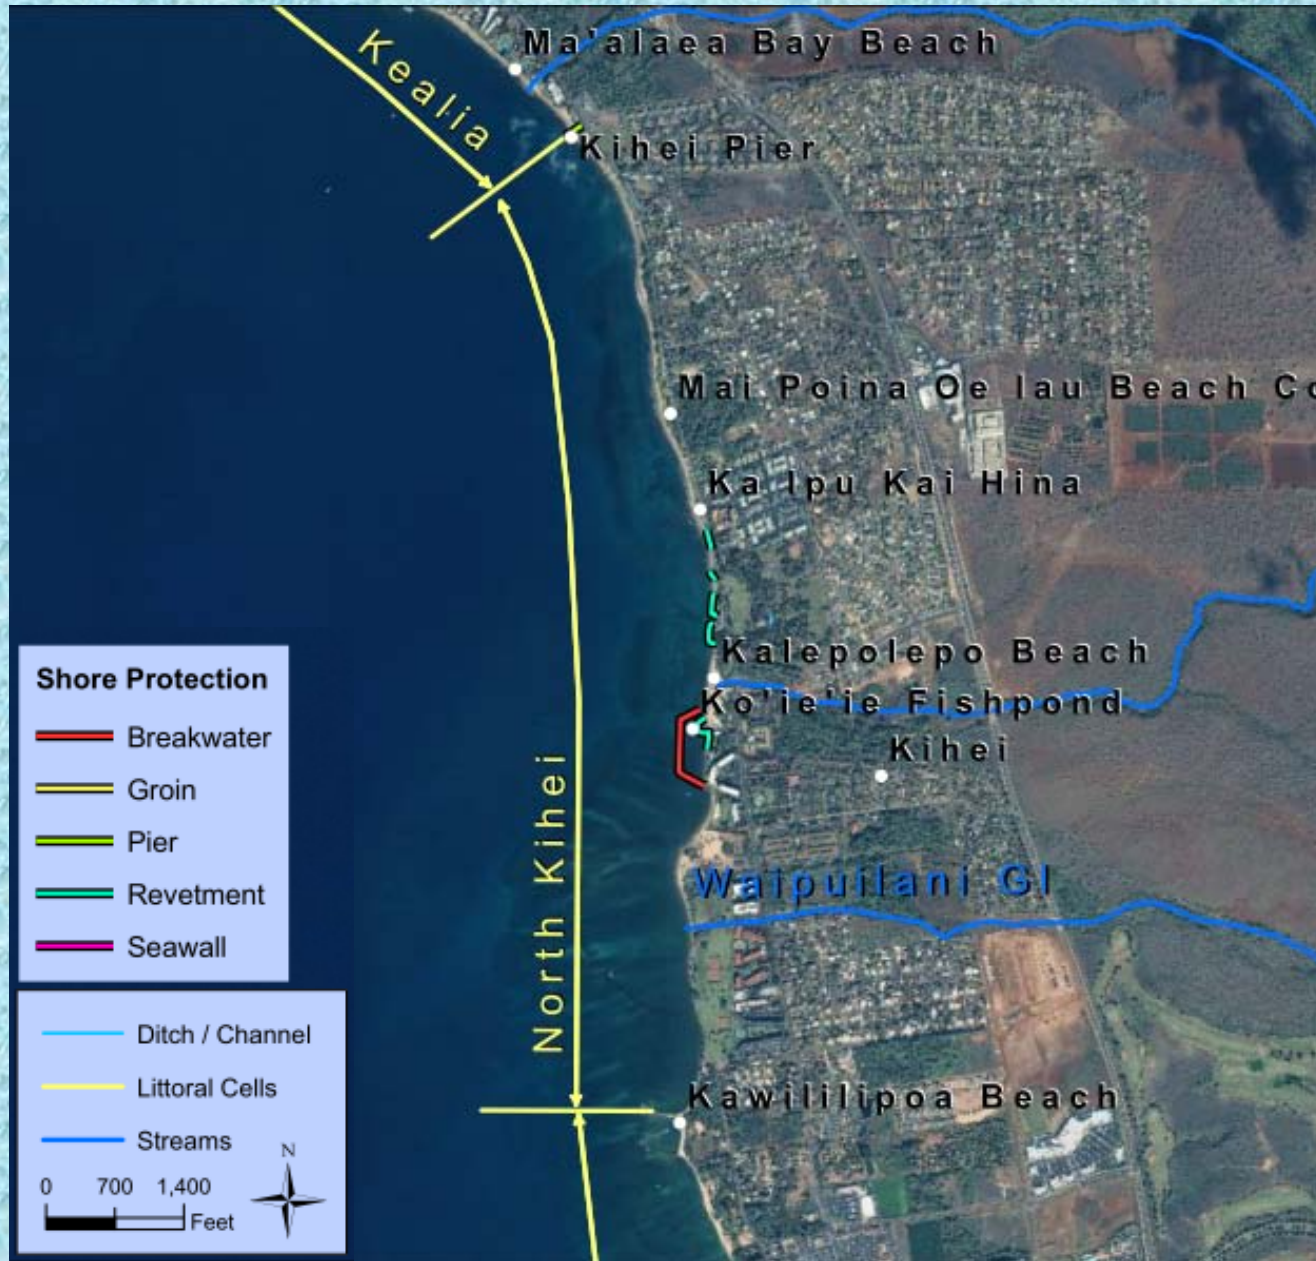 Ma'alaea Bay Beach
Kealia
Kihei Pier
Mai Poina Oe Iau Beach Co
Ka Ipu Kai Hina
Kalepolepo Beach
Ko'ie'ie Fishpond
Kihei
North Kihei
Waipuilani Gl
Kawililipoa Beach
Shore Protection
Breakwater
Groin
Pier
Revetment
Seawall
Ditch / Channel
Littoral Cells
Streams
N
0 700 1,400
Feet